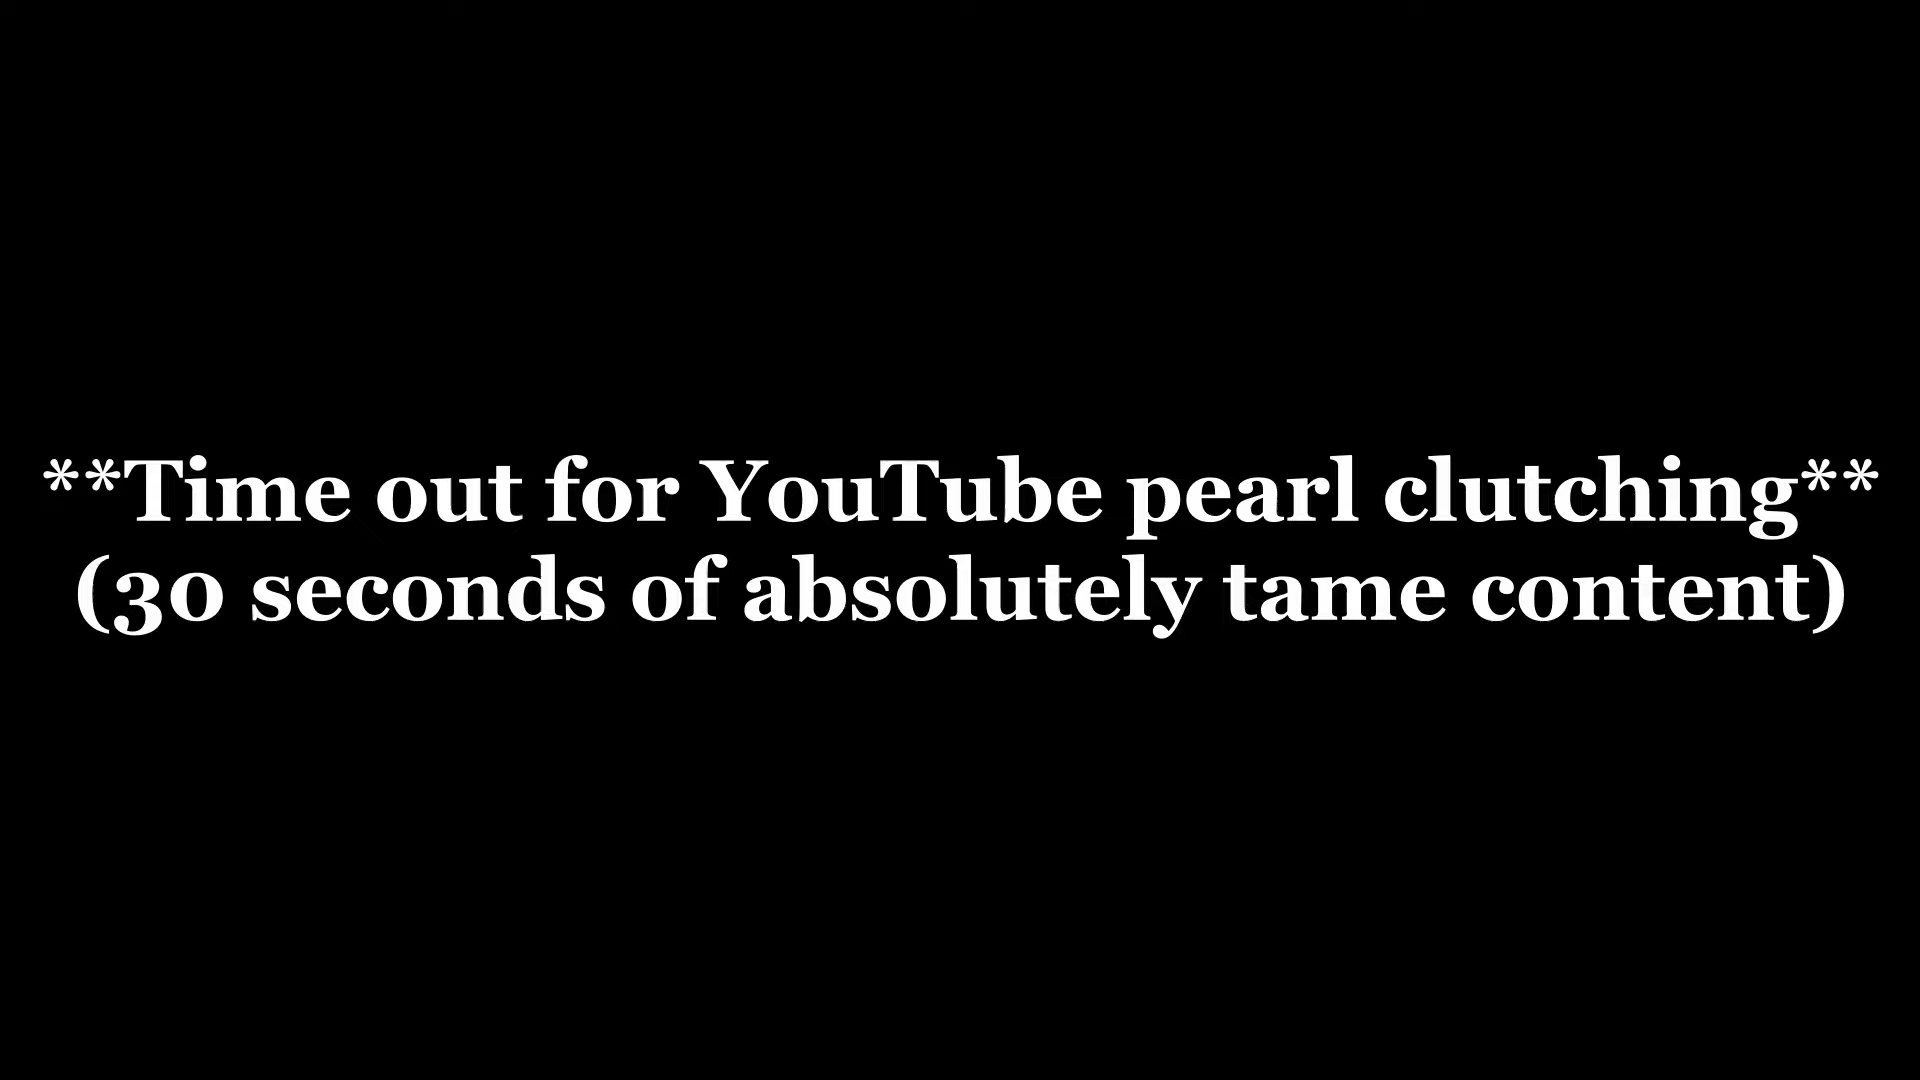 **Time out for YouTube pearl clutching**
(30 seconds of absolutely tame content)